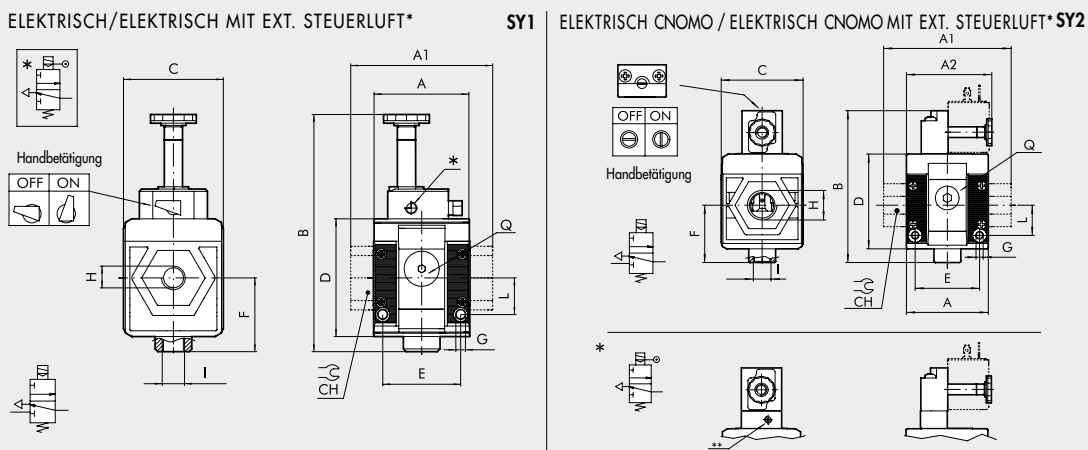 ELEKTRISCH/ELEKTRISCH MIT EXT. STEUERLUFT*
SY1
*
C
Handbetätigung
OFF ON
H
F
I
A1
A
*
B
D
Q
L
G
CH
E
ELEKTRISCH CNOMO / ELEKTRISCH CNOMO MIT EXT. STEUERLUFT* SY2
C
OFF ON
Handbetätigung
H
F
I
A1
A2
B
D
Q
L
G
CH
E
A
*
**